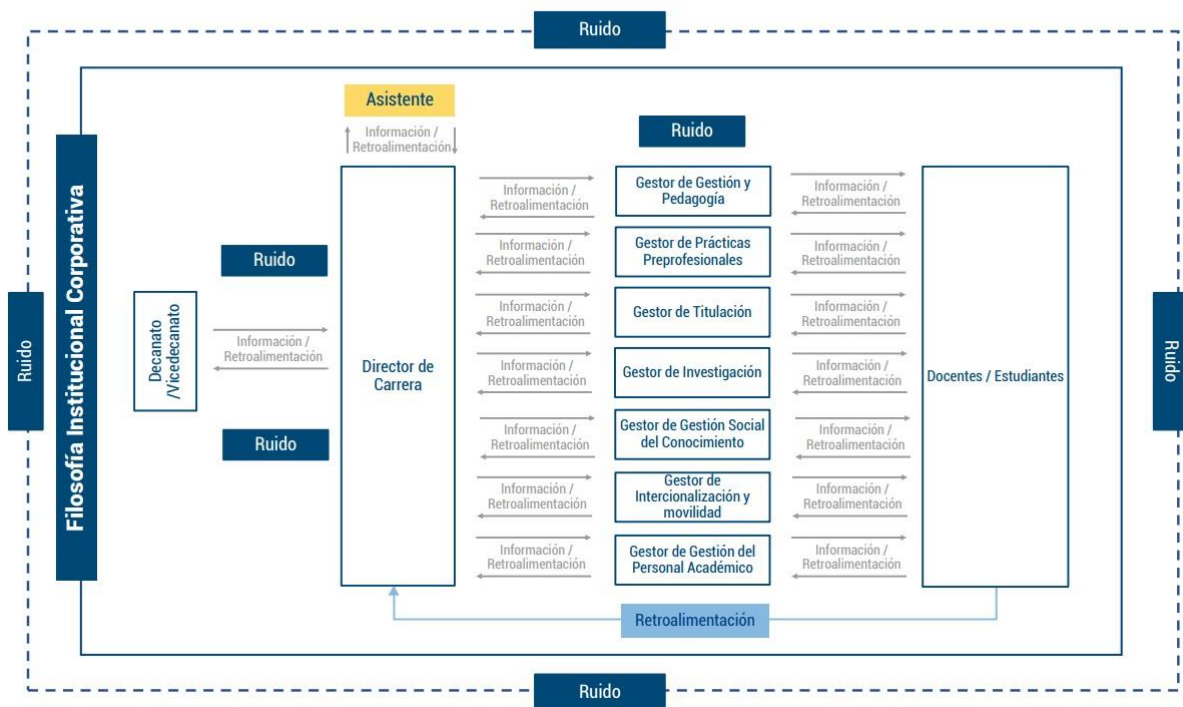 Ruido
Asistente
Información /
Retroalimentación
Ruido
Filosofía Institucional Corporativa
Ruido
Decanato
/Vicedecanato
Ruido
Información /
Retroalimentación
Ruido
Director de
Carrera
Información /
Retroalimentación
Gestor de Gestión y
Pedagogía
Información /
Retroalimentación
Información /
Retroalimentación
Gestor de Prácticas
Preprofesionales
Información /
Retroalimentación
Información /
Retroalimentación
Gestor de Titulación
Información /
Retroalimentación
Información /
Retroalimentación
Gestor de Investigación
Información /
Retroalimentación
Información /
Retroalimentación
Gestor de Gestión Social
del Conocimiento
Información /
Retroalimentación
Información /
Retroalimentación
Gestor de
Intercionalización y
movilidad
Información /
Retroalimentación
Información /
Retroalimentación
Gestor de Gestión del
Personal Académico
Información /
Retroalimentación
Docentes / Estudiantes
Ruido
Retroalimentación
Ruido